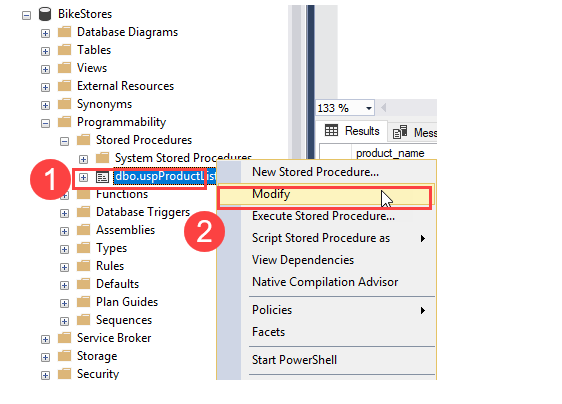 BikeStores
Database Diagrams
Tables
Views
External Resources
Synonyms
Programmability
Stored Procedures
System Stored Procedures
1
dbo.uspProductList
Functions
Database Triggers
Assemblies
Types
Rules
Defaults
Plan Guides
Sequences
Service Broker
Storage
Security
133 %
Results
Mess
product_name
New Stored Procedure...
2
Modify
Execute Stored Procedure...
Script Stored Procedure as
View Dependencies
Native Compilation Advisor
Policies
Facets
Start PowerShell